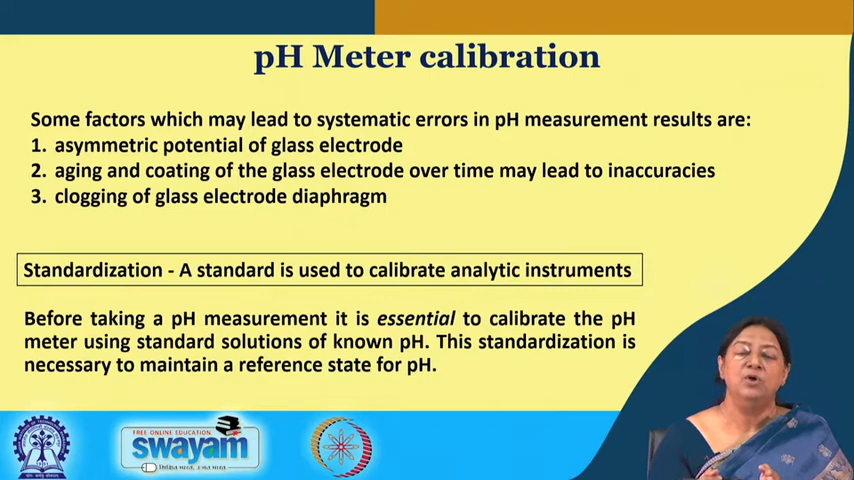 pH Meter calibration
Some factors which may lead to systematic errors in pH measurement results are:
1. asymmetric potential of glass electrode
2. aging and coating of the glass electrode over time may lead to inaccuracies
3. clogging of glass electrode diaphragm
Standardization - A standard is used to calibrate analytic instruments
Before taking a pH measurement it is essential to calibrate the pH
meter using standard solutions of known pH. This standardization is
necessary to maintain a reference state for pH.
FREE ONLINE EDUCATION
swayam